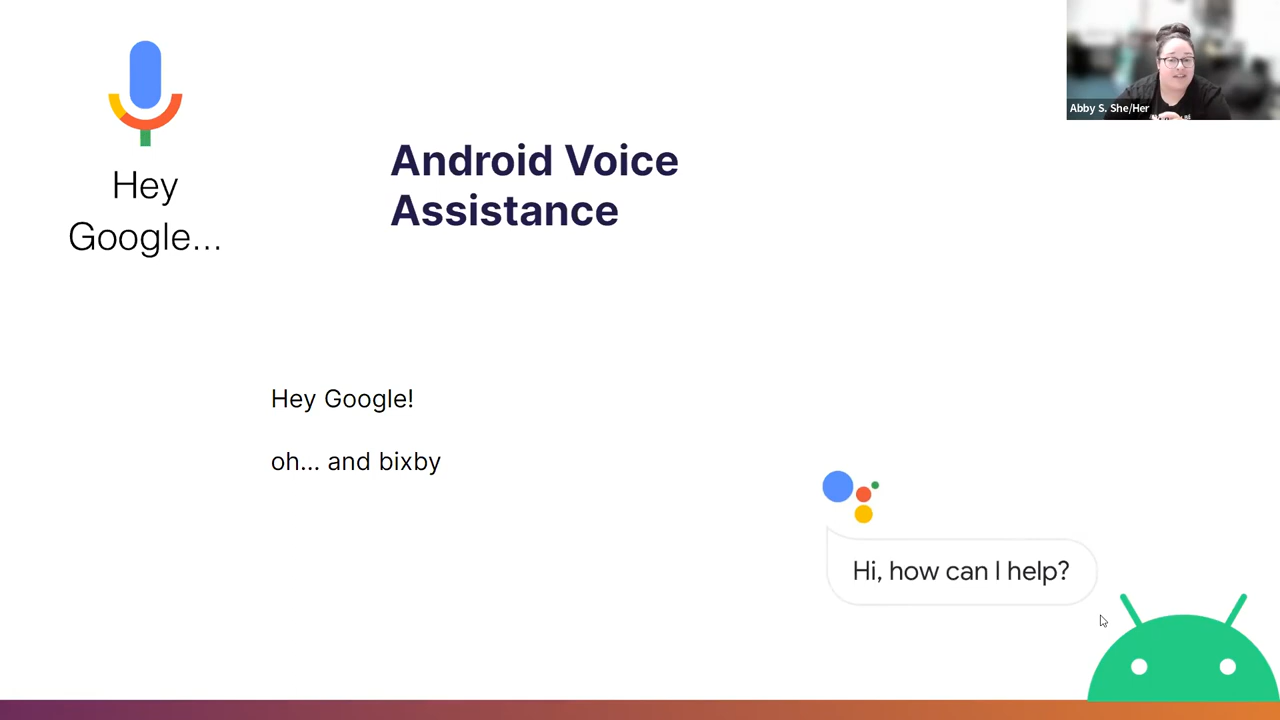 Hey
Google...
Android Voice
Assistance
Abby S. She/Her
Hey Google!
oh... and bixby
Hi, how can I help?